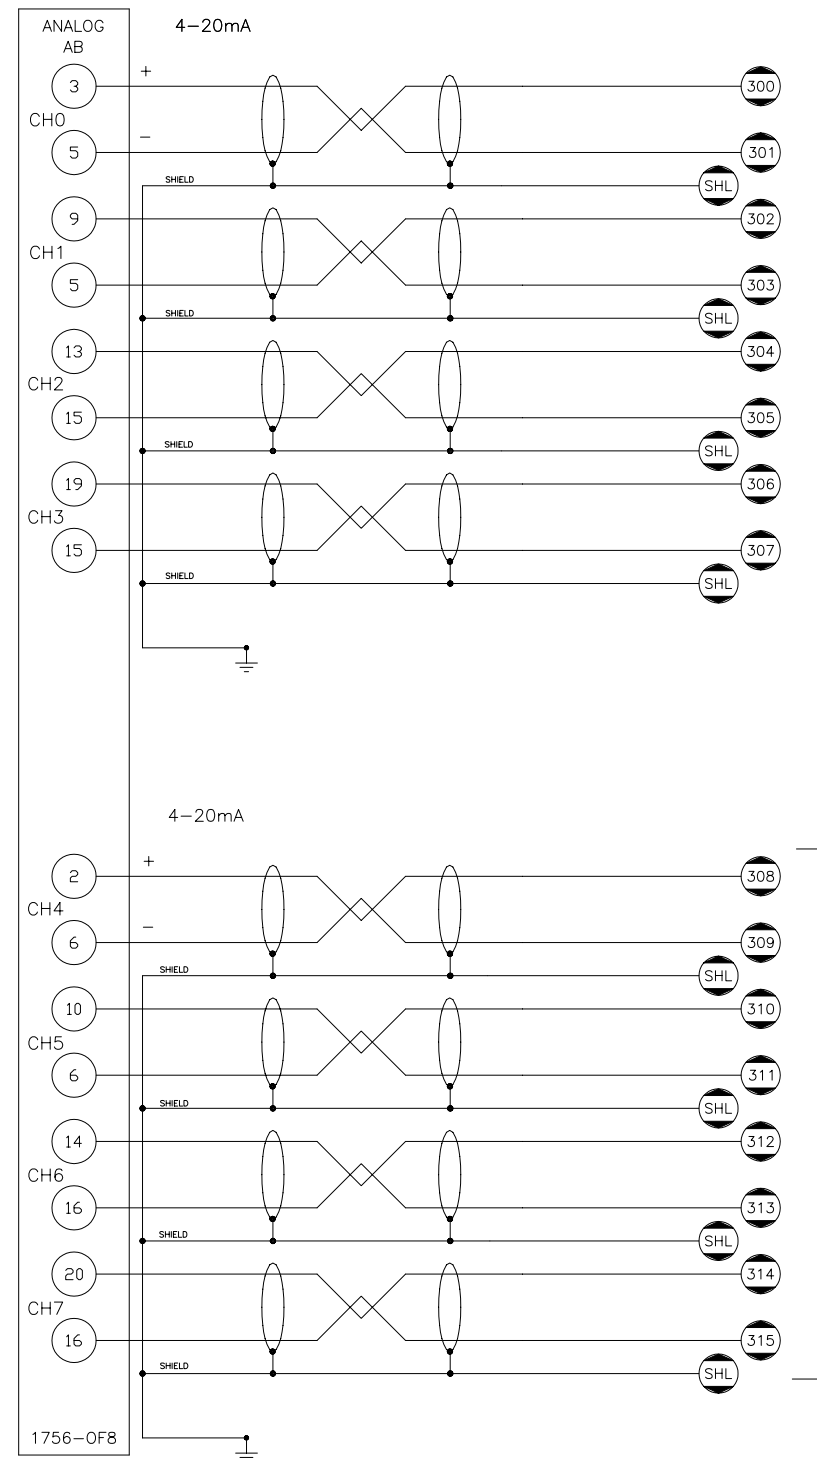 ANALOG
AB
4-20mA
3
+
300
CH0
5
-
301
SHIELD
SHL
9
302
CH1
5
303
SHIELD
SHL
13
304
CH2
15
305
SHIELD
SHL
19
306
CH3
15
307
SHIELD
SHL
4-20mA
2
+
308
CH4
6
-
309
SHIELD
SHL
10
310
CH5
6
311
SHIELD
SHL
14
312
CH6
16
313
SHIELD
SHL
20
314
CH7
16
315
SHIELD
SHL
1756-OF8